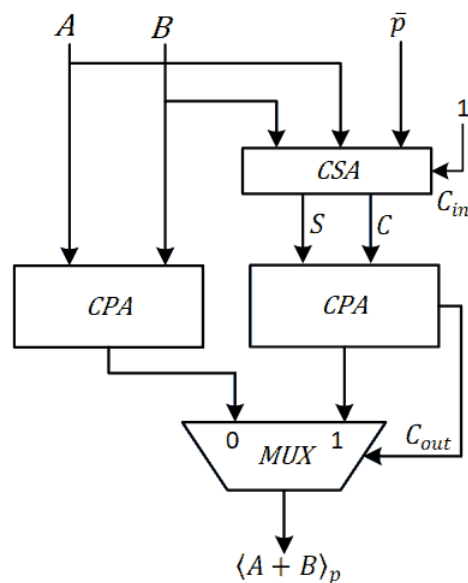 A B p̄
1
CSA
C_in
S C
CPA CPA
0 1
MUX
C_out
⟨A + B⟩_p